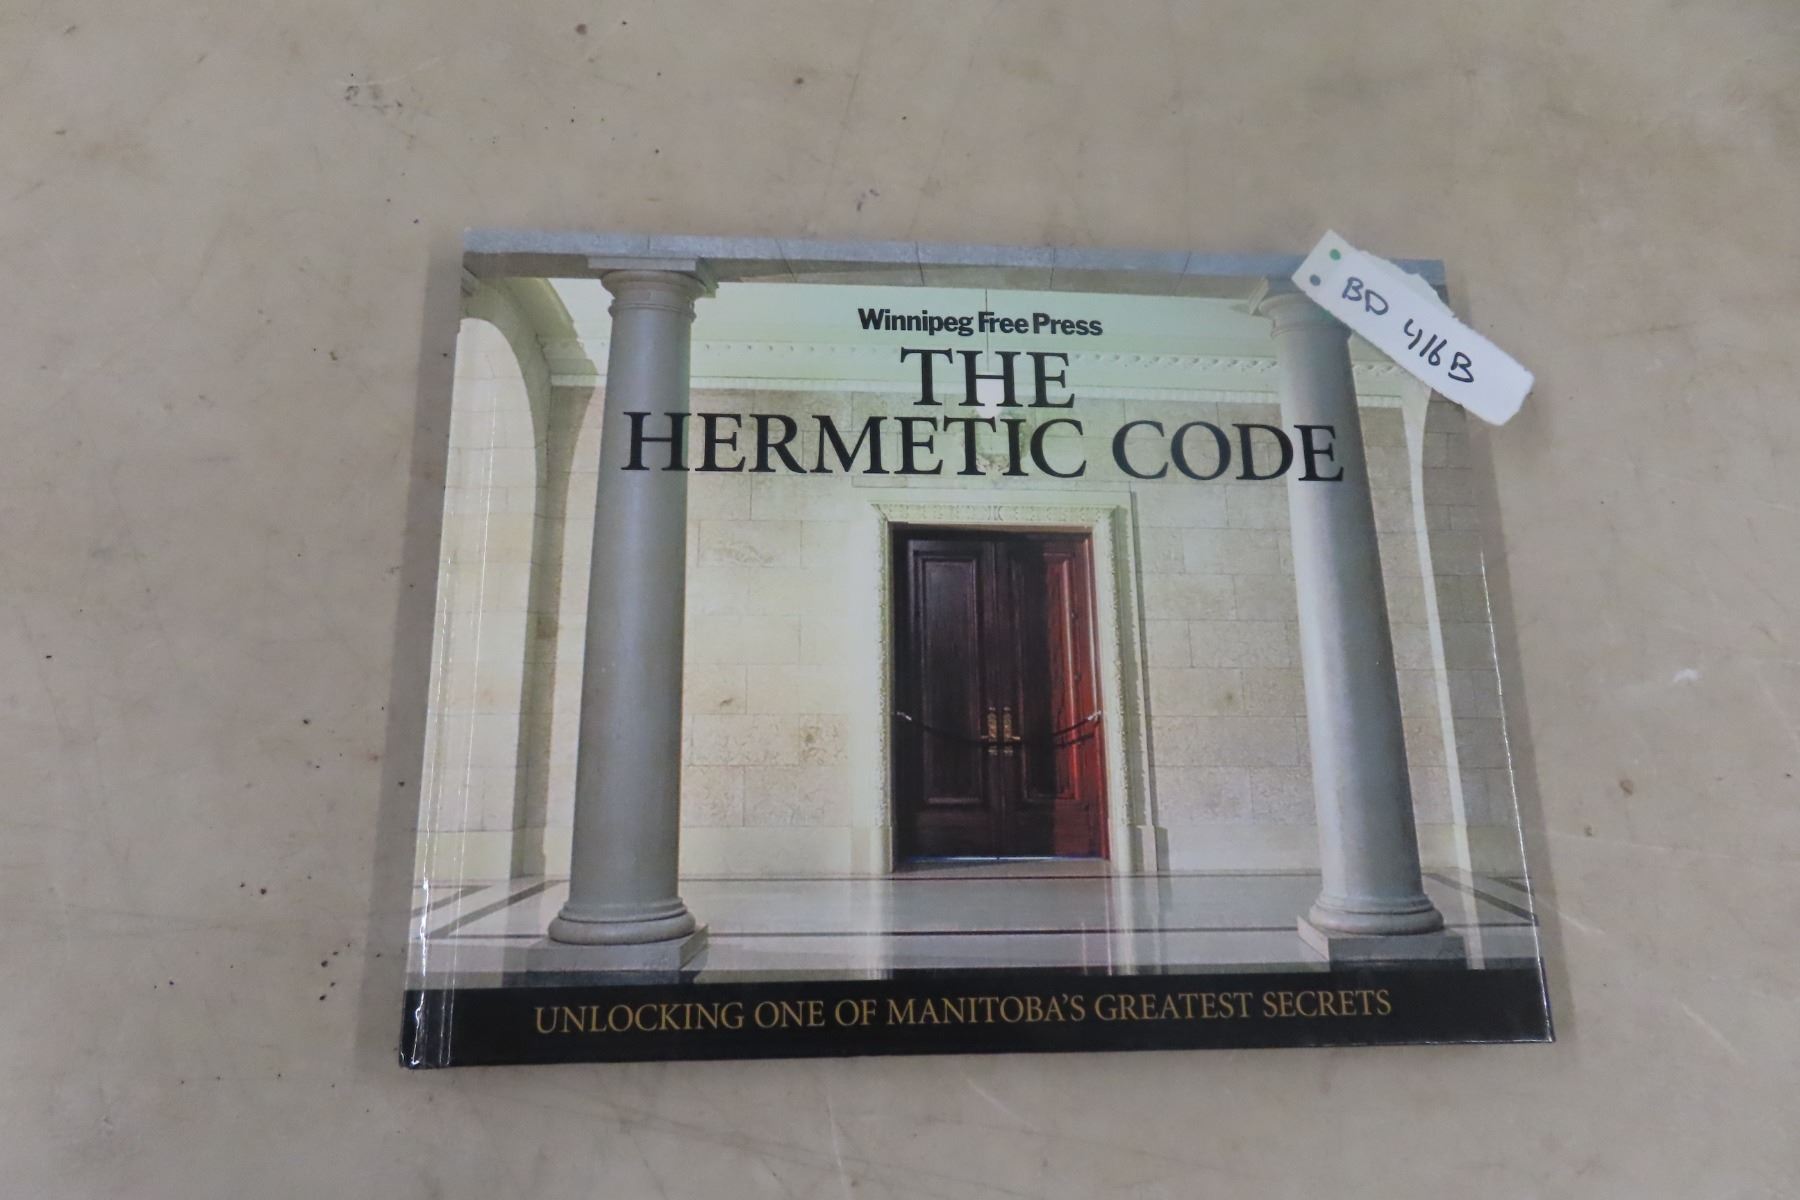 Winnipeg Free Press
THE
HERMETIC CODE
UNLOCKING ONE OF MANITOBA'S GREATEST SECRETS
BD 416B